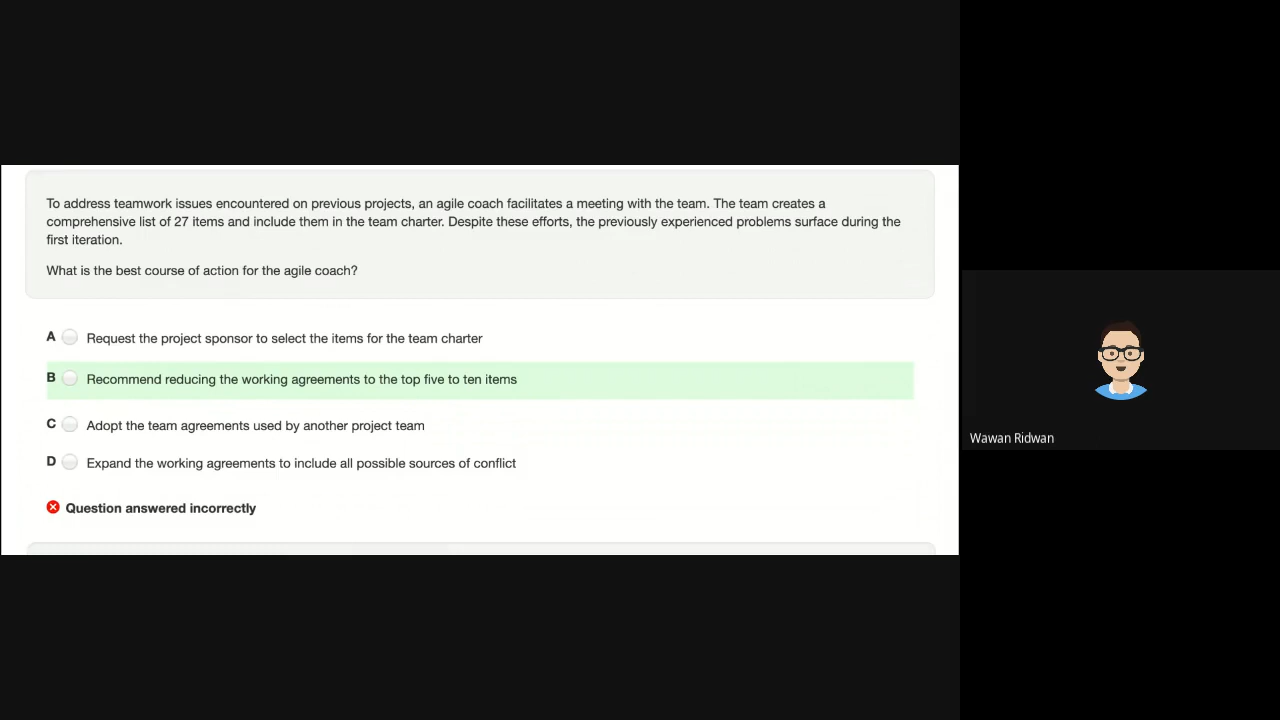 To address teamwork issues encountered on previous projects, an agile coach facilitates a meeting with the team. The team creates a
comprehensive list of 27 items and include them in the team charter. Despite these efforts, the previously experienced problems surface during the
first iteration.
What is the best course of action for the agile coach?
A Request the project sponsor to select the items for the team charter
B Recommend reducing the working agreements to the top five to ten items
C Adopt the team agreements used by another project team
D Expand the working agreements to include all possible sources of conflict
Question answered incorrectly
Wawan Ridwan